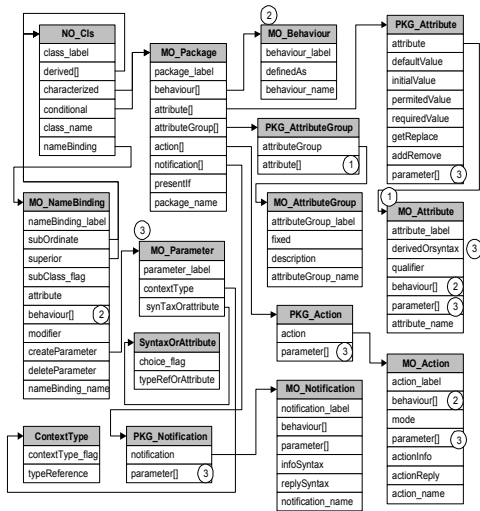 NO_Cls
class_label
derived[]
characterized
conditional
class_name
nameBinding
MO_Package
package_label
behaviour[]
attribute[]
attributeGroup[]
action[]
notification[]
presentIf
package_name
2
MO_Behaviour
behaviour_label
definedAs
behaviour_name
PKG_Attribute
attribute
defaultValue
initialValue
permitedValue
requiredValue
getReplace
addRemove
parameter[] 3
PKG_AttributeGroup
attributeGroup
attribute[] 1
MO_NameBinding
nameBinding_label
subOrdinate
superior
subClass_flag
attribute
behaviour[] 2
modifier
createParameter
deleteParameter
nameBinding_name
3
MO_Parameter
parameter_label
contextType
synTaxOrattribute
MO_AttributeGroup
attributeGroup_label
fixed
description
attributeGroup_name
1
MO_Attribute
attribute_label
derivedOrsyntax 3
qualifier
behaviour[] 2
parameter[] 3
attribute_name
SyntaxOrAttribute
choice_flag
typeRefOrAttribute
PKG_Action
action
parameter[] 3
MO_Action
action_label
behaviour[] 2
mode
parameter[] 3
actionInfo
actionReply
action_name
ContextType
contextType_flag
typeReference
PKG_Notification
notification
parameter[] 3
MO_Notification
notification_label
behaviour[]
parameter[]
infoSyntax
replySyntax
notification_name